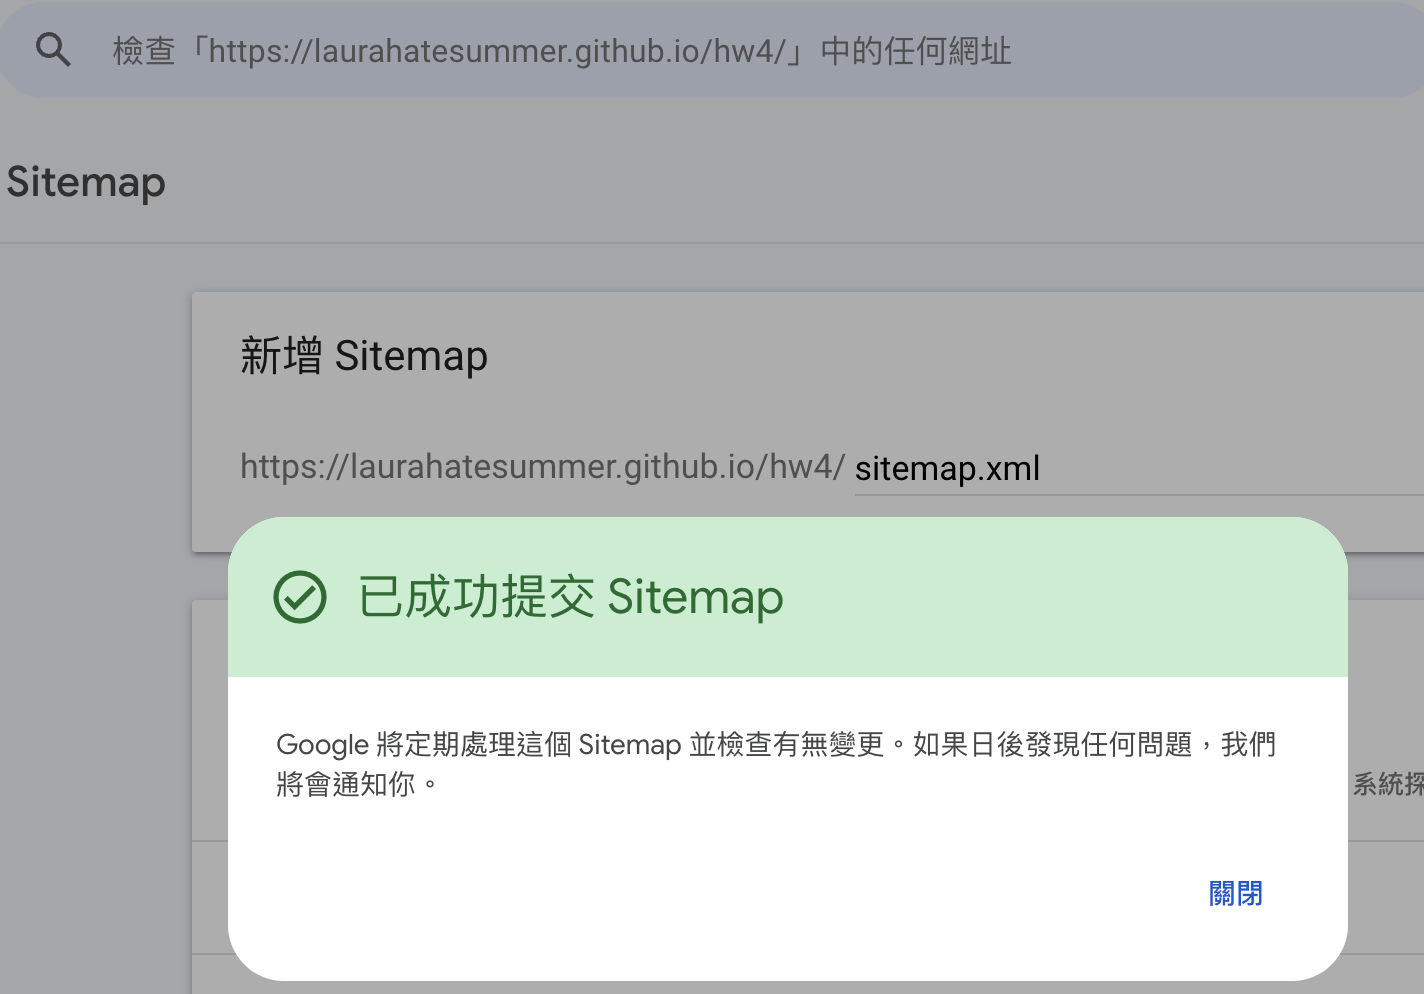 檢查「https://laurahatesummer.github.io/hw4/」中的任何網址
Sitemap
新增 Sitemap
https://laurahatesummer.github.io/hw4/ sitemap.xml
已成功提交 Sitemap
Google 將定期處理這個 Sitemap 並檢查有無變更。如果日後發現任何問題，我們
將會通知你。
系統探
關閉